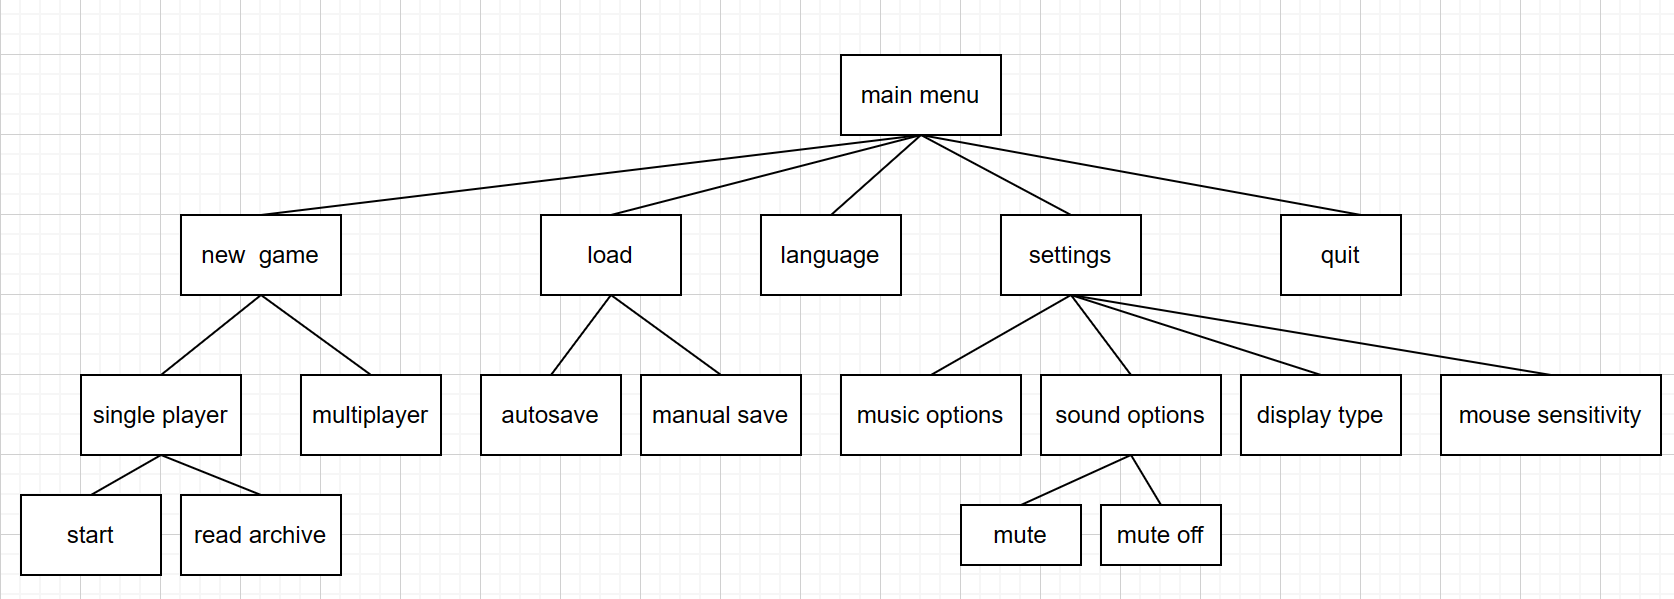 main menu
new  game
load
language
settings
quit
single player
multiplayer
autosave
manual save
music options
sound options
display type
mouse sensitivity
start
read archive
mute
mute off